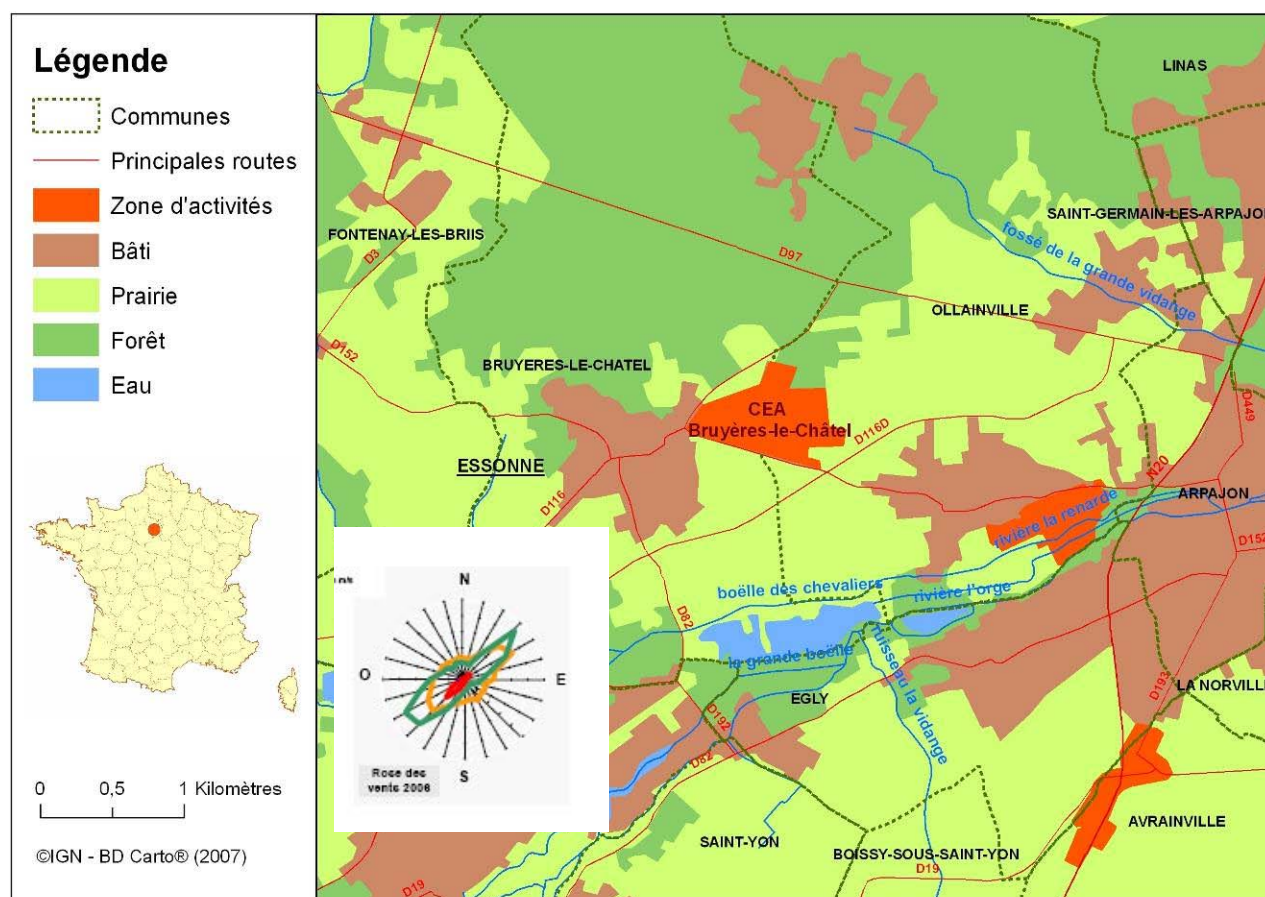 Légende
Communes
Principales routes
Zone d'activités
Bâti
Prairie
Forêt
Eau
0 0,5 1 Kilomètres
©IGN - BD Carto® (2007)
LINAS
SAINT-GERMAIN-LES-ARPAJON
FONTENAY-LES-BRIIS
D3
fossé de la grande vidange
D97
OLLAINVILLE
D152
BRUYERES-LE-CHATEL
CEA
Bruyères-le-Châtel
D116D
D449
ESSONNE
D116
N20
ARPAJON
rivière la renarde
D152
boëlle des chevaliers
rivière l'orge
D82
la grande boëlle
ruisseau la vidange
EGLY
LA NORVILLE
D193
D192
D82
AVRAINVILLE
SAINT-YON
BOISSY-SOUS-SAINT-YON
D19
D19
m/s
N
O
E
S
Rose des
vents 2006